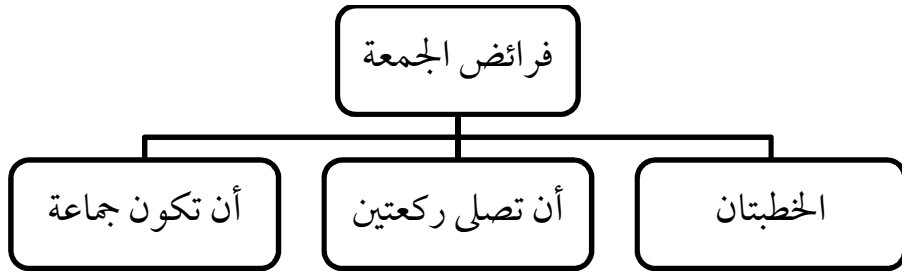 فرائض الجمعة
الخطبتان
أن تصلى ركعتين
أن تكون جماعة